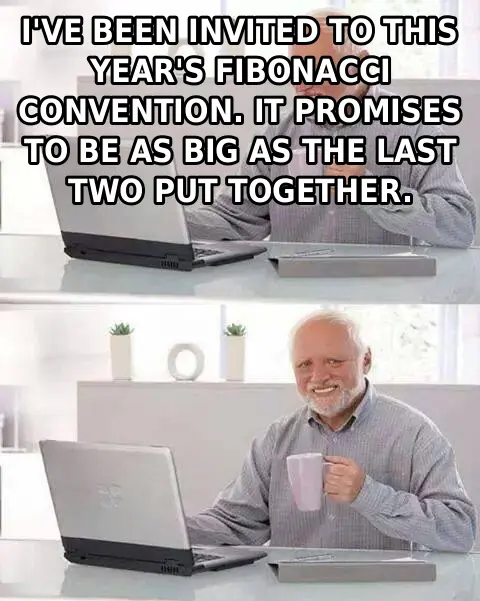 I'VE BEEN INVITED TO THIS
YEAR'S FIBONACCI
CONVENTION. IT PROMISES
TO BE AS BIG AS THE LAST
TWO PUT TOGETHER.